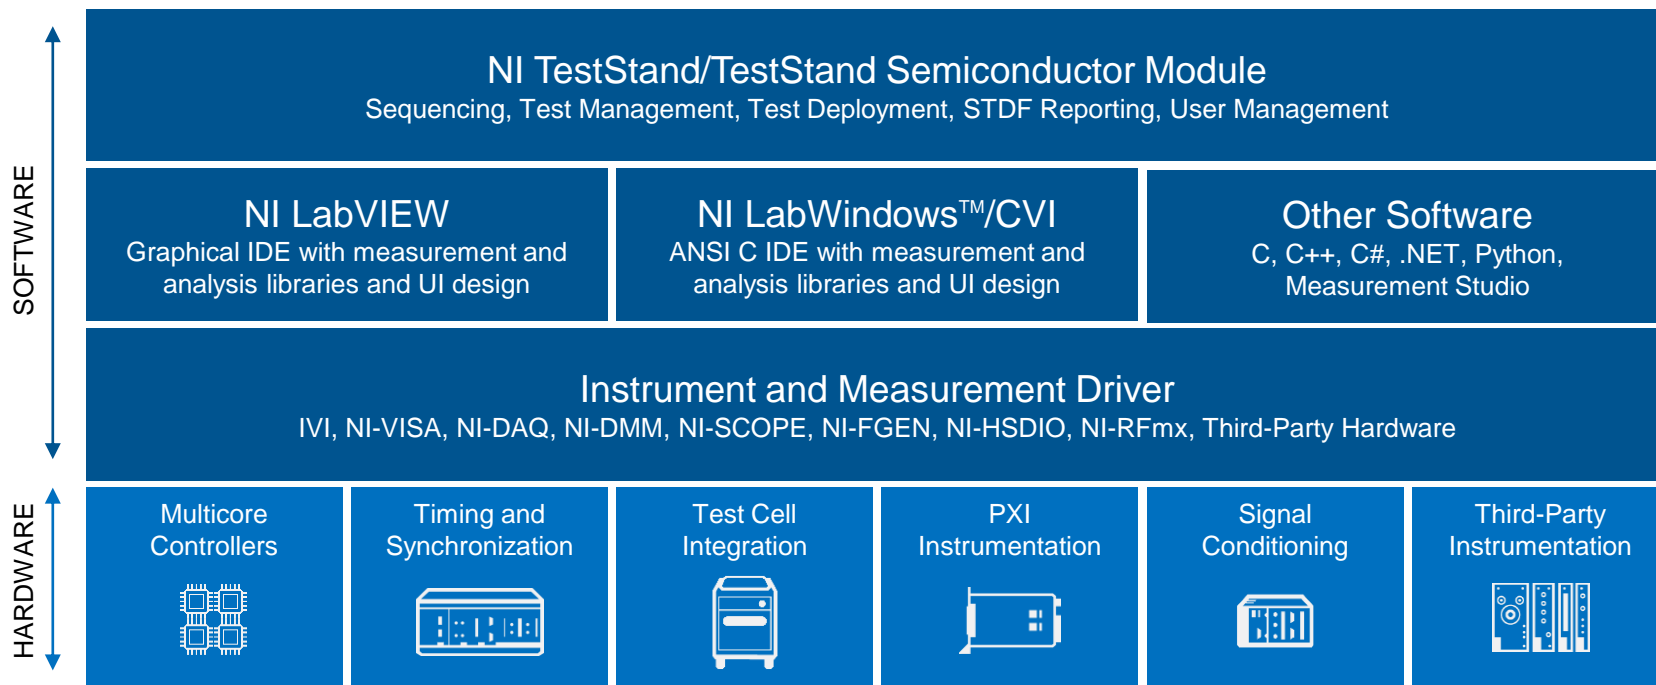 SOFTWARE
NI TestStand/TestStand Semiconductor Module
Sequencing, Test Management, Test Deployment, STDF Reporting, User Management
NI LabVIEW
Graphical IDE with measurement and
analysis libraries and UI design
NI LabWindows™/CVI
ANSI C IDE with measurement and
analysis libraries and UI design
Other Software
C, C++, C#, .NET, Python,
Measurement Studio
Instrument and Measurement Driver
IVI, NI-VISA, NI-DAQ, NI-DMM, NI-SCOPE, NI-FGEN, NI-HSDIO, NI-RFmx, Third-Party Hardware
HARDWARE
Multicore
Controllers
Timing and
Synchronization
Test Cell
Integration
PXI
Instrumentation
Signal
Conditioning
Third-Party
Instrumentation